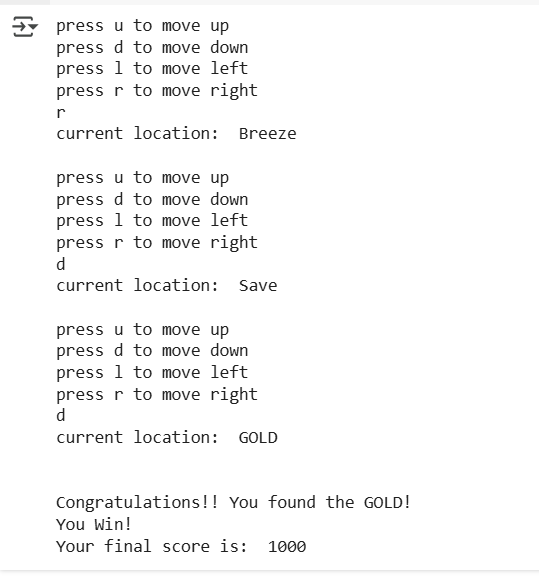 press u to move up
press d to move down
press l to move left
press r to move right
r
current location:  Breeze
press u to move up
press d to move down
press l to move left
press r to move right
d
current location:  Save
press u to move up
press d to move down
press l to move left
press r to move right
d
current location:  GOLD
Congratulations!! You found the GOLD!
You Win!
Your final score is:  1000